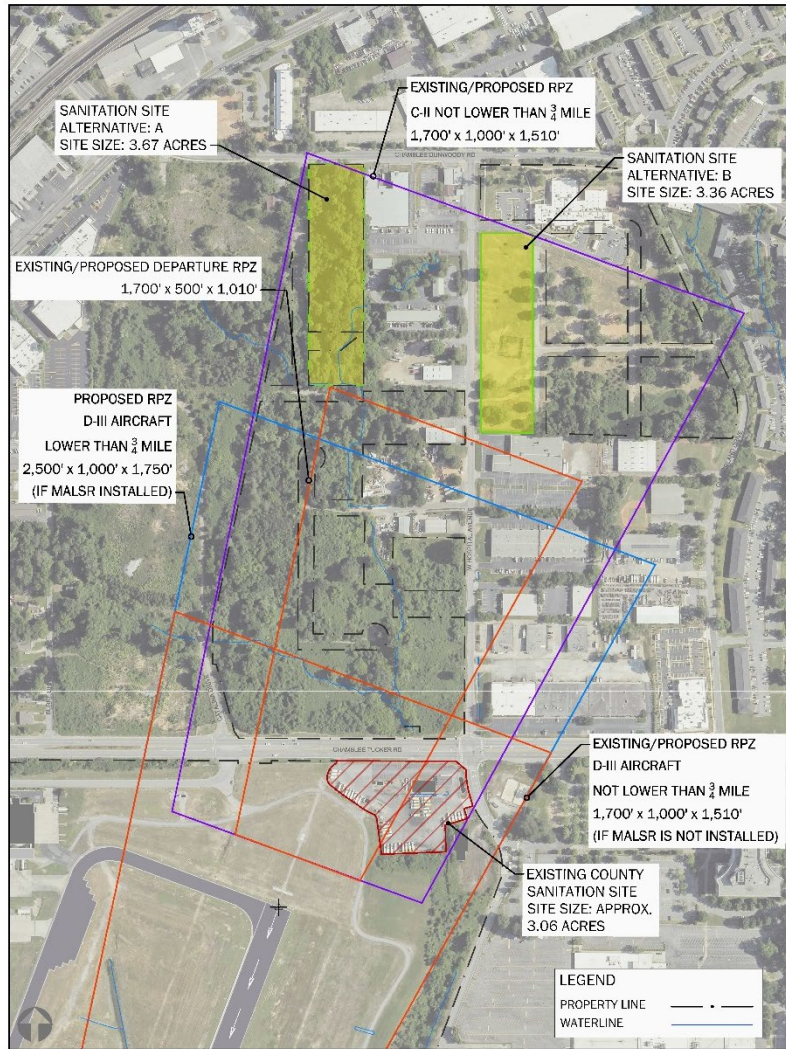 EXISTING/PROPOSED RPZ
C-II NOT LOWER THAN 3/4 MILE
1,700' x 1,000' x 1,510'
SANITATION SITE
ALTERNATIVE: A
SITE SIZE: 3.67 ACRES
CHAMBLEE DUNWOODY RD
SANITATION SITE
ALTERNATIVE: B
SITE SIZE: 3.36 ACRES
EXISTING/PROPOSED DEPARTURE RPZ
1,700' x 500' x 1,010'
PROPOSED RPZ
D-III AIRCRAFT
LOWER THAN 3/4 MILE
2,500' x 1,000' x 1,750'
(IF MALSR INSTALLED)
W HOSPITAL AVENUE
CHAMBLEE TUCKER RD
EXISTING/PROPOSED RPZ
D-III AIRCRAFT
NOT LOWER THAN 3/4 MILE
1,700' x 1,000' x 1,510'
(IF MALSR IS NOT INSTALLED)
EXISTING COUNTY
SANITATION SITE
SITE SIZE: APPROX.
3.06 ACRES
LEGEND
PROPERTY LINE
WATERLINE